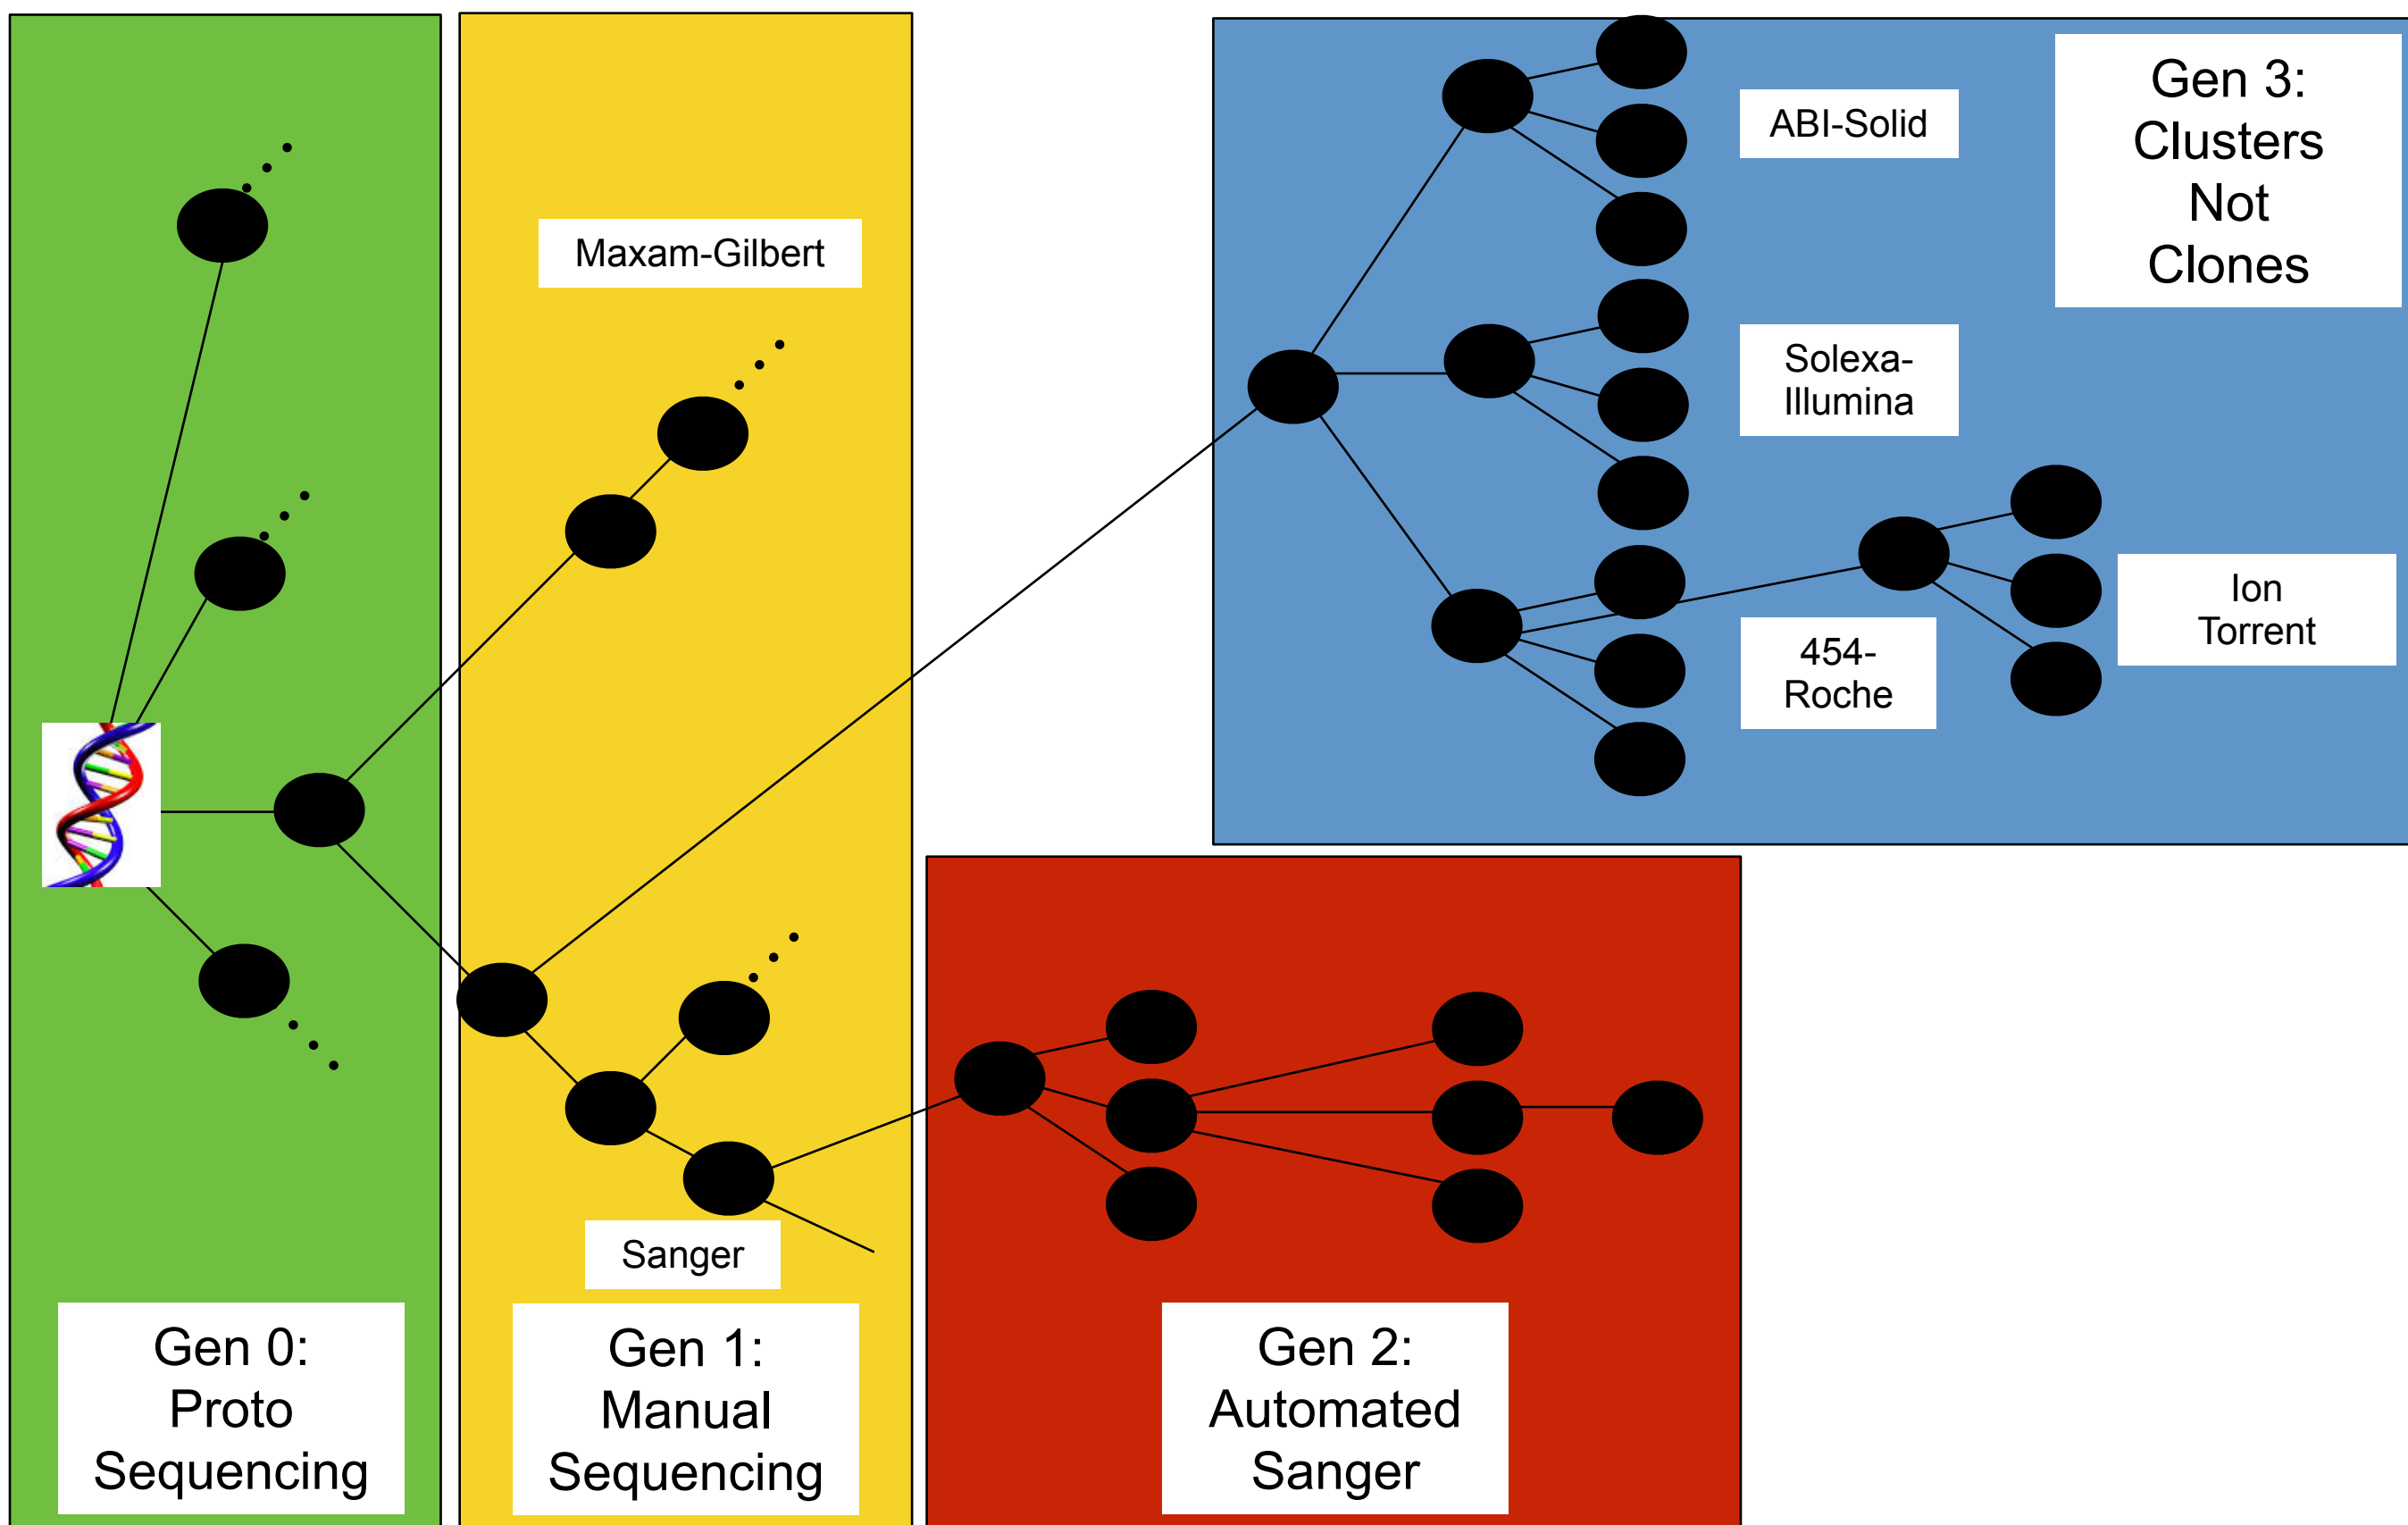 Gen 3:
Clusters
Not
Clones
ABI-Solid
Maxam-Gilbert
Solexa-
Illumina
Ion
Torrent
454-
Roche
Sanger
Gen 0:
Proto
Sequencing
Gen 1:
Manual
Sequencing
Gen 2:
Automated
Sanger